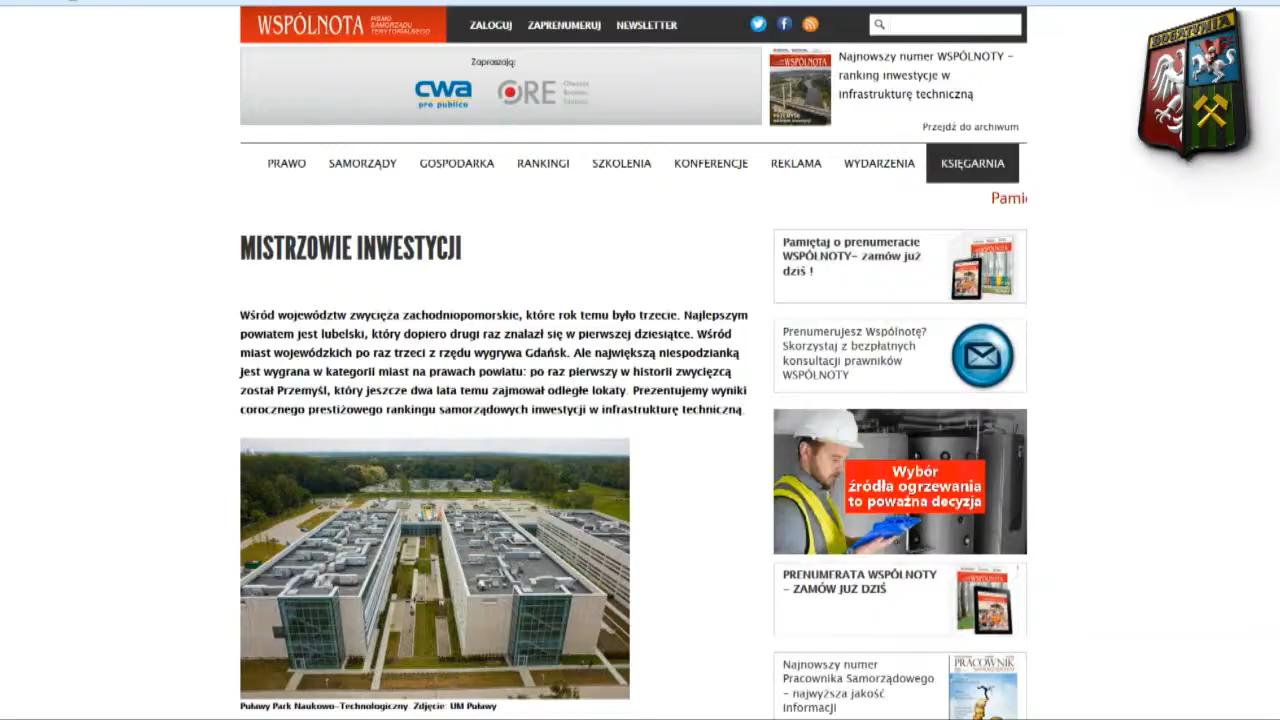 WSPÓLNOTA
PISMO
SAMORZĄDU
TERYTORIALNEGO
ZALOGUJ ZAPRENUMERUJ NEWSLETTER
Zapraszają:
cwa
pro publico
ORE
Najnowszy numer WSPÓLNOTY -
ranking inwestycje w
infrastrukturę techniczną
Przejdź do archiwum
BOGATYNIA
PRAWO SAMORZĄDY GOSPODARKA RANKINGI SZKOLENIA KONFERENCJE REKLAMA WYDARZENIA KSIĘGARNIA
Pamię
MISTRZOWIE INWESTYCJI
Wśród województw zwycięża zachodniopomorskie, które rok temu było trzecie. Najlepszym
powiatem jest lubelski, który dopiero drugi raz znalazł się w pierwszej dziesiątce. Wśród
miast wojewódzkich po raz trzeci z rzędu wygrywa Gdańsk. Ale największą niespodzianką
jest wygrana w kategorii miast na prawach powiatu: po raz pierwszy w historii zwycięzcą
został Przemyśl, który jeszcze dwa lata temu zajmował odległe lokaty. Prezentujemy wyniki
corocznego prestiżowego rankingu samorządowych inwestycji w infrastrukturę techniczną.
Puławy Park Naukowo-Technologiczny. Zdjęcie: UM Puławy
Pamiętaj o prenumeracie
WSPÓLNOTY- zamów już
dziś !
Prenumerujesz Wspólnotę?
Skorzystaj z bezpłatnych
konsultacji prawników
WSPÓLNOTY
Wybór
źródła ogrzewania
to poważna decyzja
PRENUMERATA WSPÓLNOTY
- ZAMÓW JUŻ DZIŚ
Najnowszy numer
Pracownika Samorządowego
- najwyższa jakość
informacji
PRACOWNIK